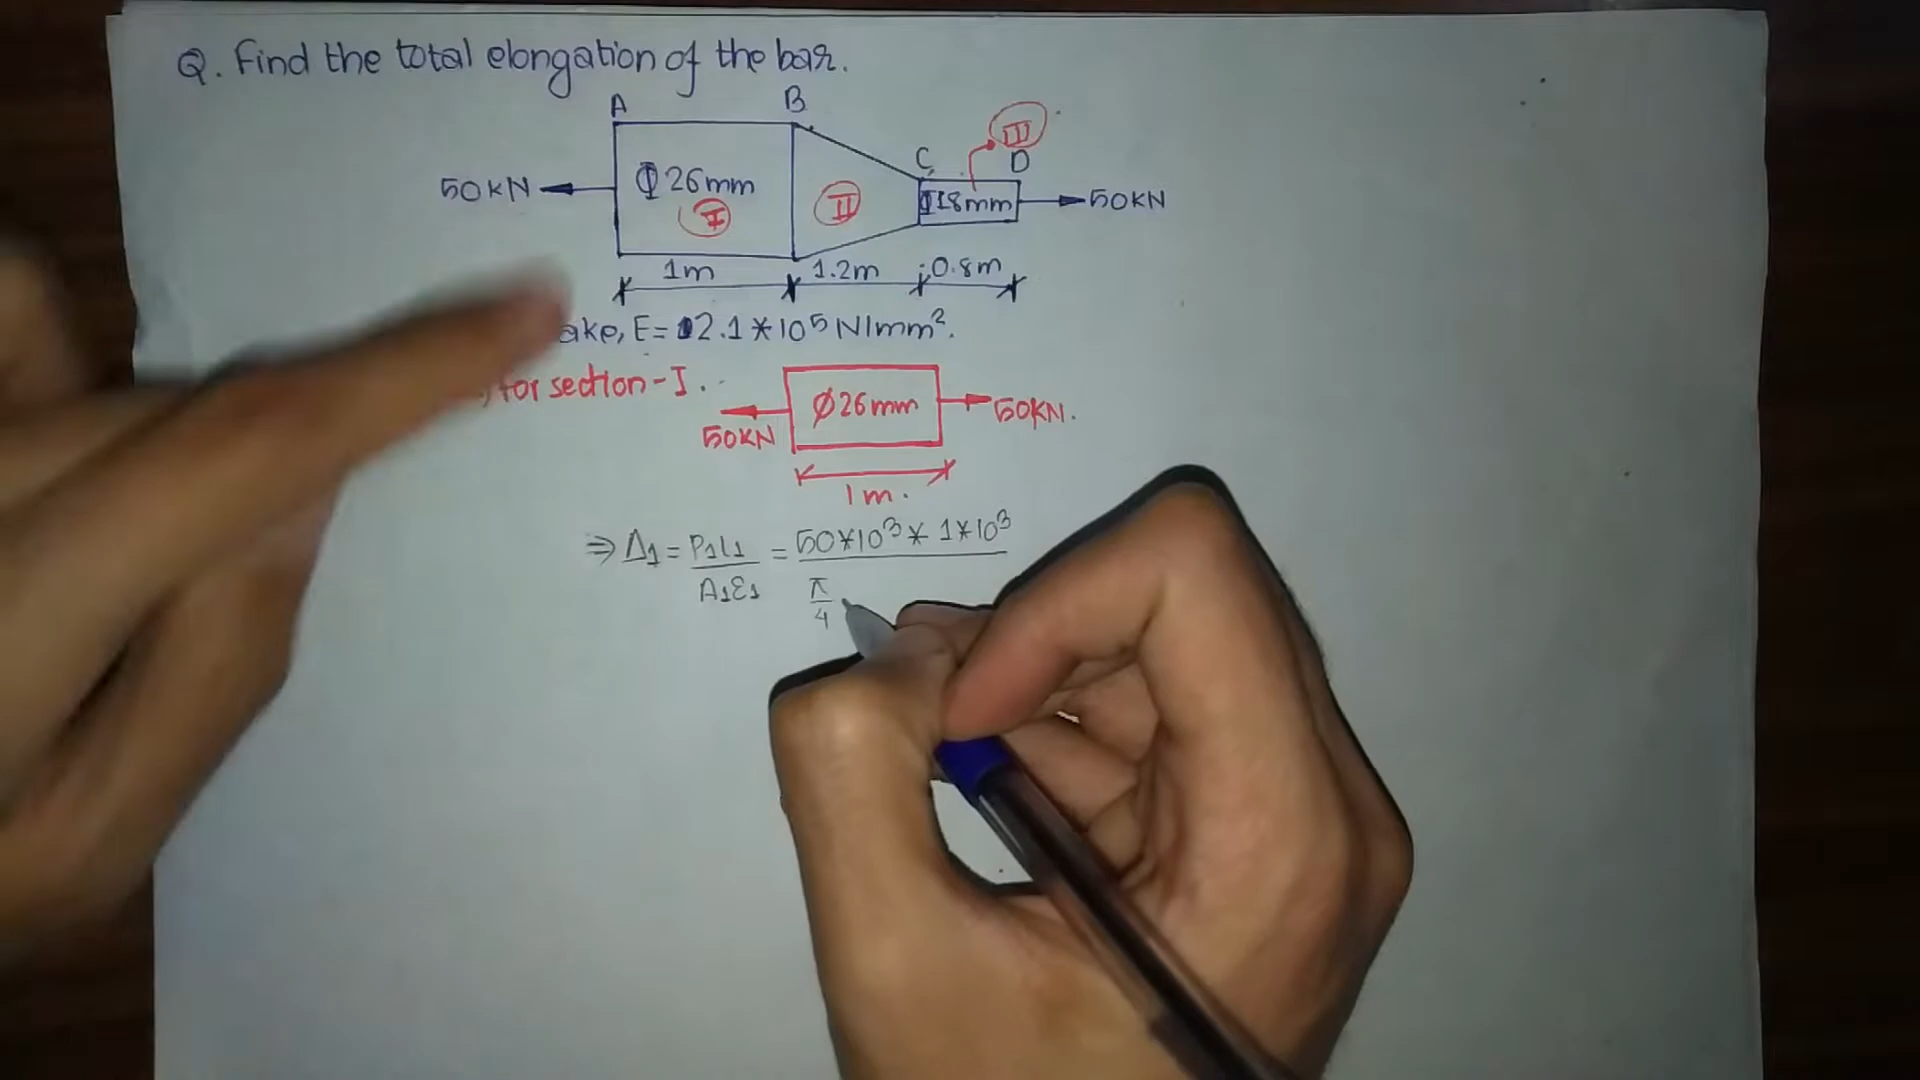 Q. Find the total elongation of the bar.
A B
C D
III
50KN Φ26mm Φ18mm 50KN
I II
1m 1.2m 0.8m
ake, E= 2.1*10⁵ N/mm².
for section-I.
Ø26mm
50KN 50KN.
1m.
⇒ Δ1 = P1L1/A1E1 = 50*10³ * 1*10³
π/4